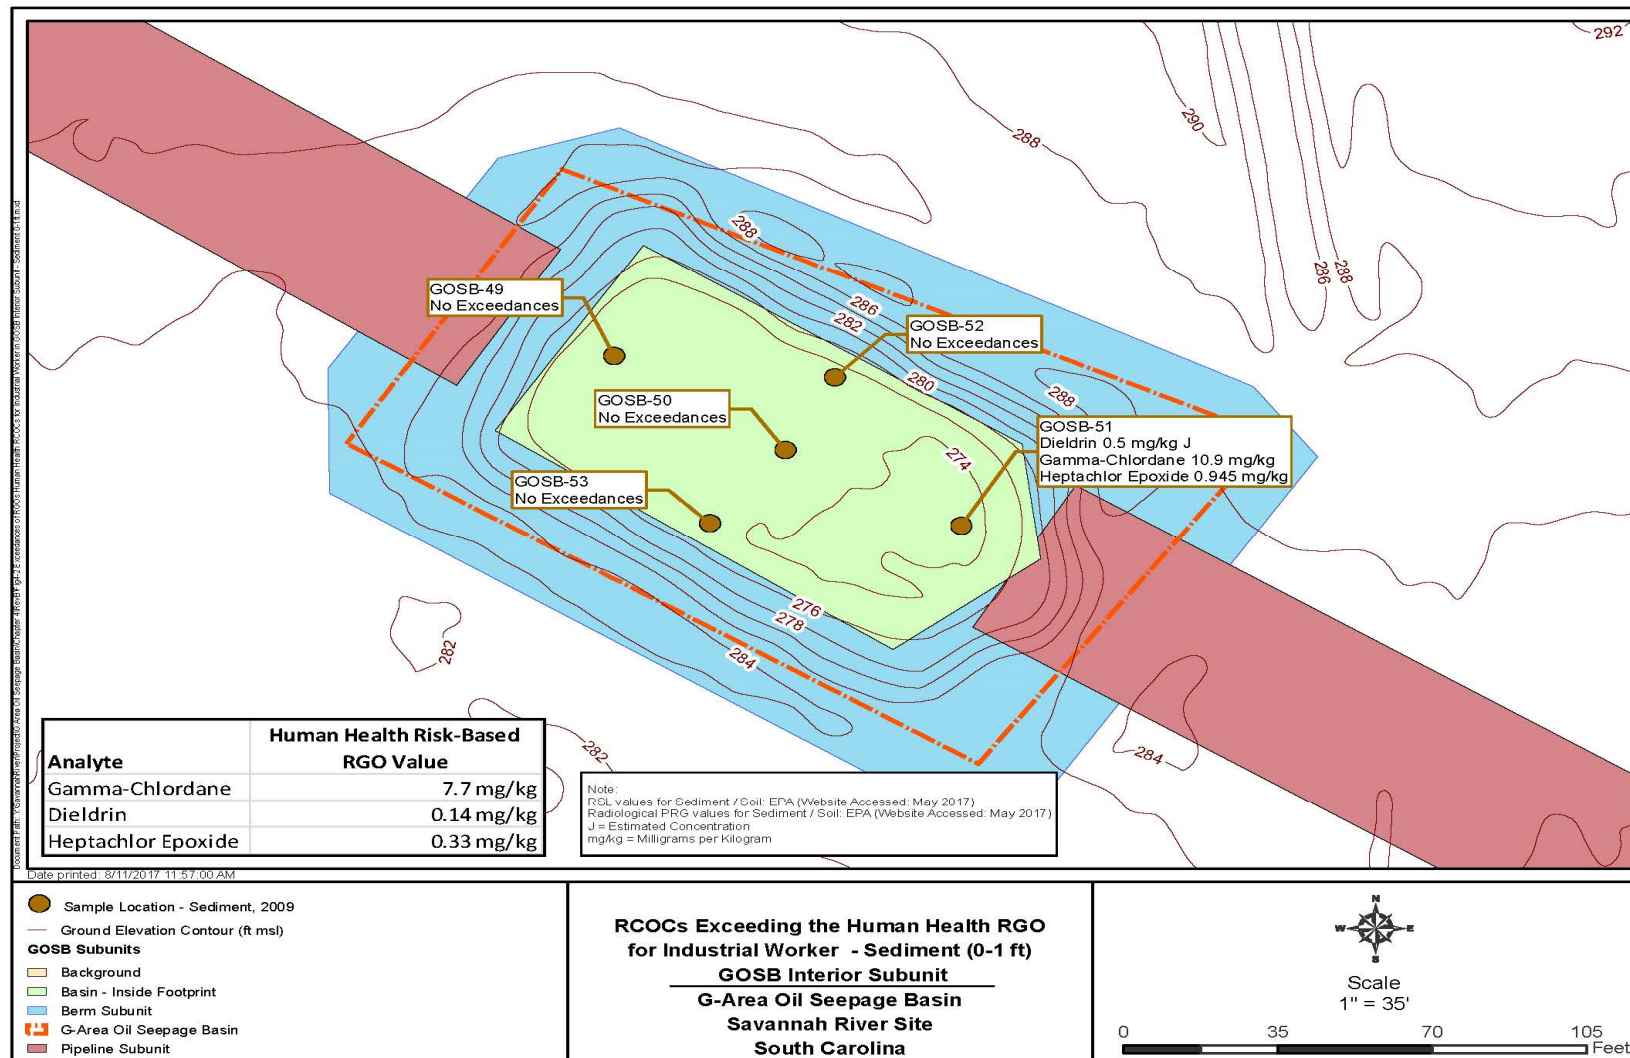 292
290
288
286
288
288
GOSB-49
No Exceedances
286
282
GOSB-52
No Exceedances
280
288
GOSB-50
No Exceedances
GOSB-51
Dieldrin 0.5 mg/kg J
Gamma-Chlordane 10.9 mg/kg
Heptachlor Epoxide 0.945 mg/kg
274
GOSB-53
No Exceedances
276
278
284
282
282
284
Analyte
Human Health Risk-Based
RGO Value
Gamma-Chlordane 7.7 mg/kg
Dieldrin 0.14 mg/kg
Heptachlor Epoxide 0.33 mg/kg
Note:
RSL values for Sediment / Soil: EPA (Website Accessed: May 2017)
Radiological PRG values for Sediment / Soil: EPA (Website Accessed: May 2017)
J = Estimated Concentration
mg/kg = Milligrams per Kilogram
Date printed: 8/11/2017 11:57:00 AM
Sample Location - Sediment, 2009
Ground Elevation Contour (ft msl)
GOSB Subunits
Background
Basin - Inside Footprint
Berm Subunit
G-Area Oil Seepage Basin
Pipeline Subunit
RCOCs Exceeding the Human Health RGO
for Industrial Worker - Sediment (0-1 ft)
GOSB Interior Subunit
G-Area Oil Seepage Basin
Savannah River Site
South Carolina
N
W E
S
Scale
1" = 35'
0 35 70 105
Feet